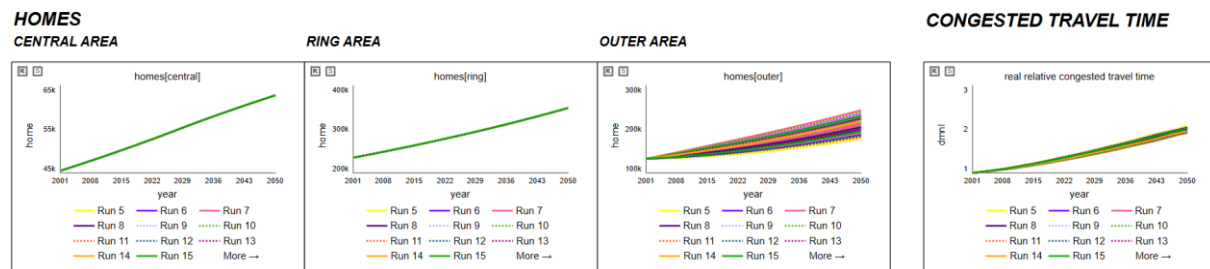 HOMES
CENTRAL AREA
RING AREA
OUTER AREA
CONGESTED TRAVEL TIME
S
homes[central]
65k
55k
45k
home
2001 2008 2015 2022 2029 2036 2043 2050
year
Run 5 Run 6 Run 7
Run 8 Run 9 Run 10
Run 11 Run 12 Run 13
Run 14 Run 15 More →
S
homes[ring]
400k
300k
200k
home
2001 2008 2015 2022 2029 2036 2043 2050
year
Run 5 Run 6 Run 7
Run 8 Run 9 Run 10
Run 11 Run 12 Run 13
Run 14 Run 15 More →
S
homes[outer]
300k
200k
100k
home
2001 2008 2015 2022 2029 2036 2043 2050
year
Run 5 Run 6 Run 7
Run 8 Run 9 Run 10
Run 11 Run 12 Run 13
Run 14 Run 15 More →
S
real relative congested travel time
3
2
1
dmnl
2001 2008 2015 2022 2029 2036 2043 2050
year
Run 5 Run 6 Run 7
Run 8 Run 9 Run 10
Run 11 Run 12 Run 13
Run 14 Run 15 More →